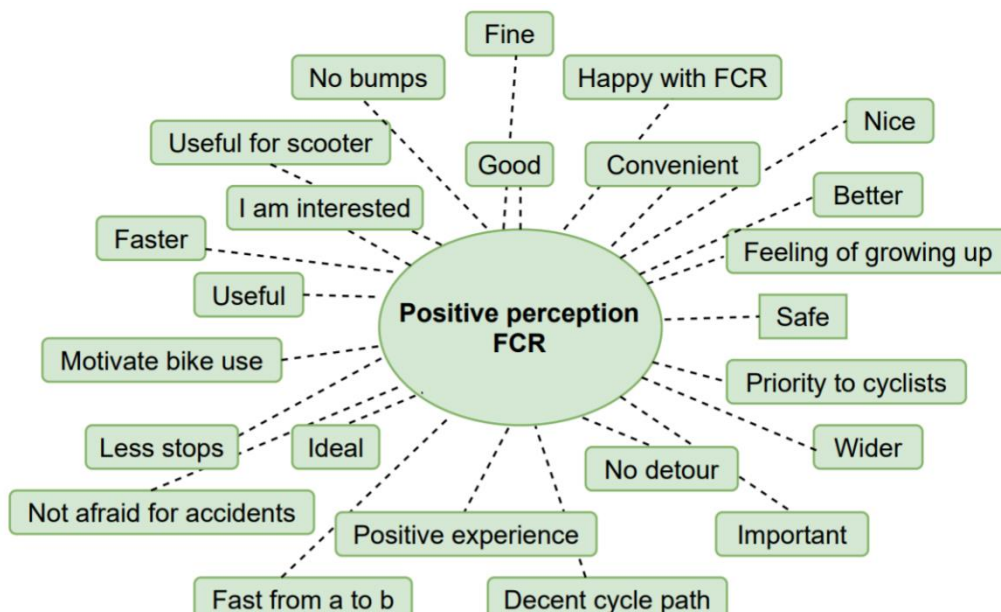 Fine
No bumps
Happy with FCR
Nice
Useful for scooter
Good
Convenient
I am interested
Better
Faster
Feeling of growing up
Useful
Positive perception
FCR
Safe
Motivate bike use
Priority to cyclists
Less stops
Ideal
No detour
Wider
Not afraid for accidents
Positive experience
Important
Fast from a to b
Decent cycle path